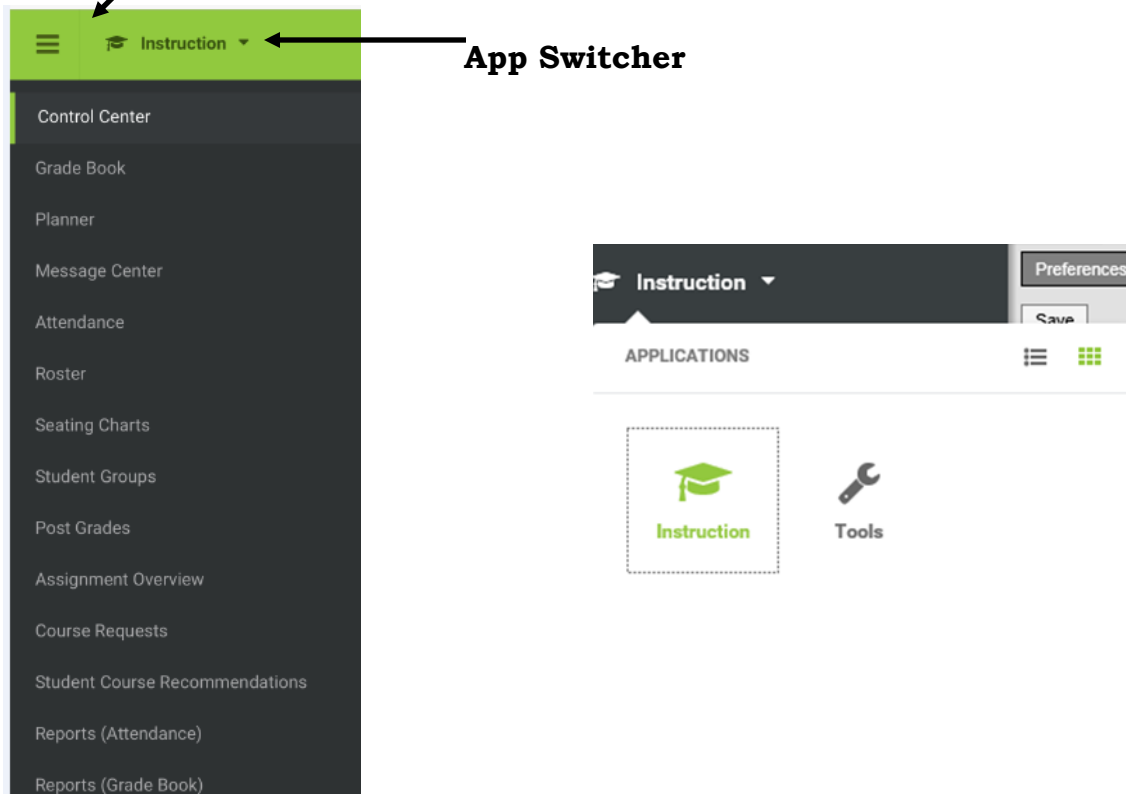 Instruction
App Switcher
Control Center
Grade Book
Planner
Message Center
Attendance
Roster
Seating Charts
Student Groups
Post Grades
Assignment Overview
Course Requests
Student Course Recommendations
Reports (Attendance)
Reports (Grade Book)
Instruction
Preferences
Save
APPLICATIONS
Instruction
Tools